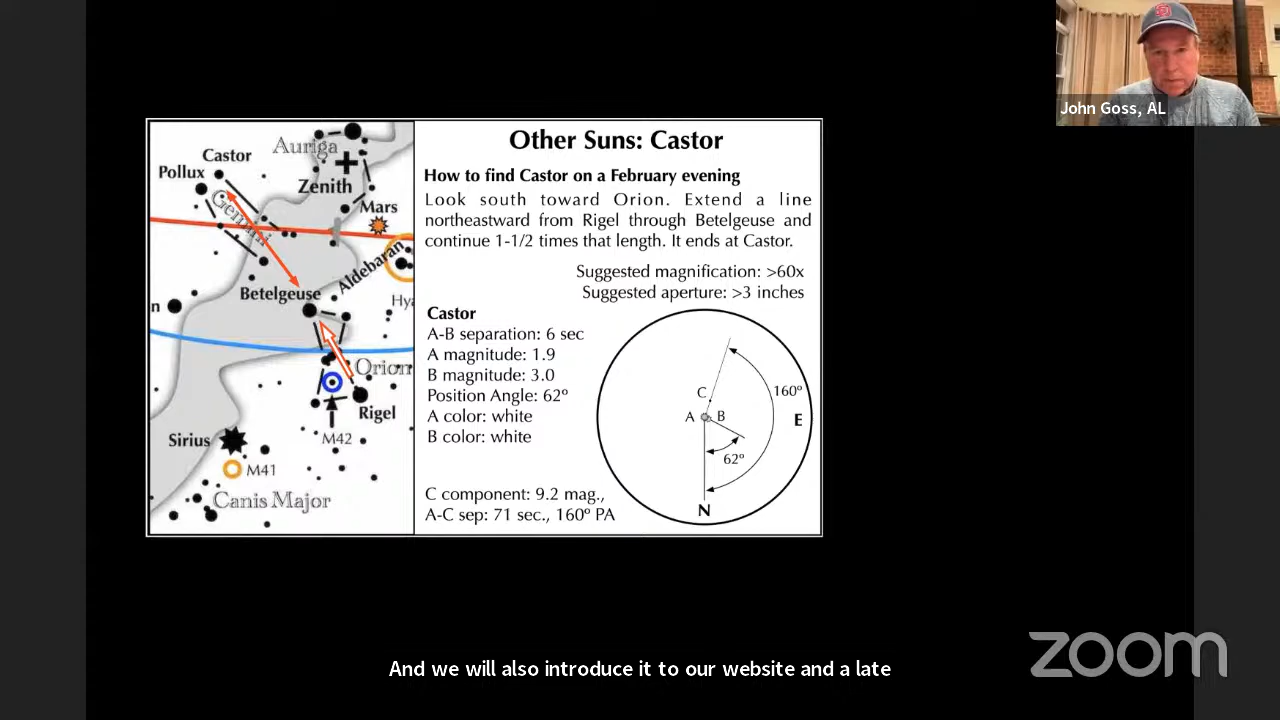 John Goss, AL
Other Suns: Castor
How to find Castor on a February evening
Look south toward Orion. Extend a line
northeastward from Rigel through Betelgeuse and
continue 1-1/2 times that length. It ends at Castor.
Suggested magnification: >60x
Suggested aperture: >3 inches
Castor
A-B separation: 6 sec
A magnitude: 1.9
B magnitude: 3.0
Position Angle: 62º
A color: white
B color: white
C component: 9.2 mag.,
A-C sep: 71 sec., 160º PA
C
A
B
160º
E
62º
N
Auriga
Castor
Pollux
Zenith
Gemini
Mars
Aldebaran
Betelgeuse
Hya
n
Orion
Rigel
M42
Sirius
M41
Canis Major
And we will also introduce it to our website and a late
zoom